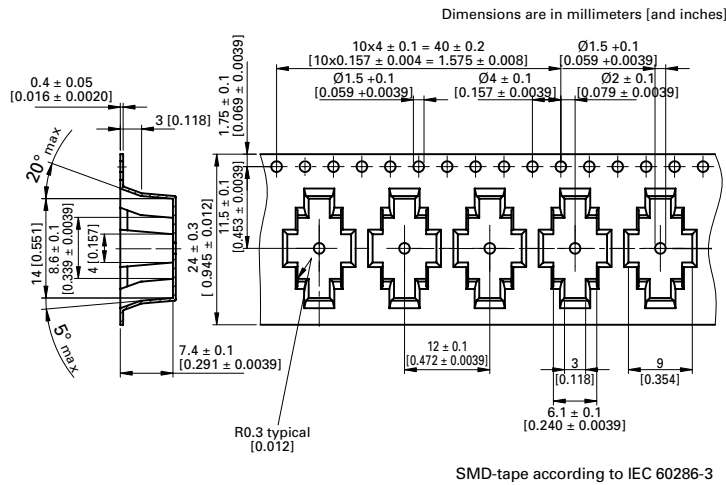 Dimensions are in millimeters [and inches]
10x4 ± 0.1 = 40 ± 0.2
[10x0.157 ± 0.004 = 1.575 ± 0.008]
Ø1.5 +0.1
[0.059 +0.0039]
0.4 ± 0.05
[0.016 ± 0.0020]
1.75 ± 0.1
[0.069 ± 0.0039]
Ø1.5 +0.1
[0.059 +0.0039]
Ø4 ± 0.1
[0.157 ± 0.0039]
Ø2 ± 0.1
[0.079 ± 0.0039]
3 [0.118]
20° max
14 [0.551]
8.6 ± 0.1
[0.339 ± 0.0039]
4 [0.157]
24 ± 0.3
[ 0.945 ± 0.012]
11.5 ± 0.1
[0.453 ± 0.0039]
5° max
7.4 ± 0.1
[0.291 ± 0.0039]
12 ± 0.1
[0.472 ± 0.0039]
3
[0.118]
9
[0.354]
6.1 ± 0.1
[0.240 ± 0.0039]
R0.3 typical
[0.012]
SMD-tape according to IEC 60286-3